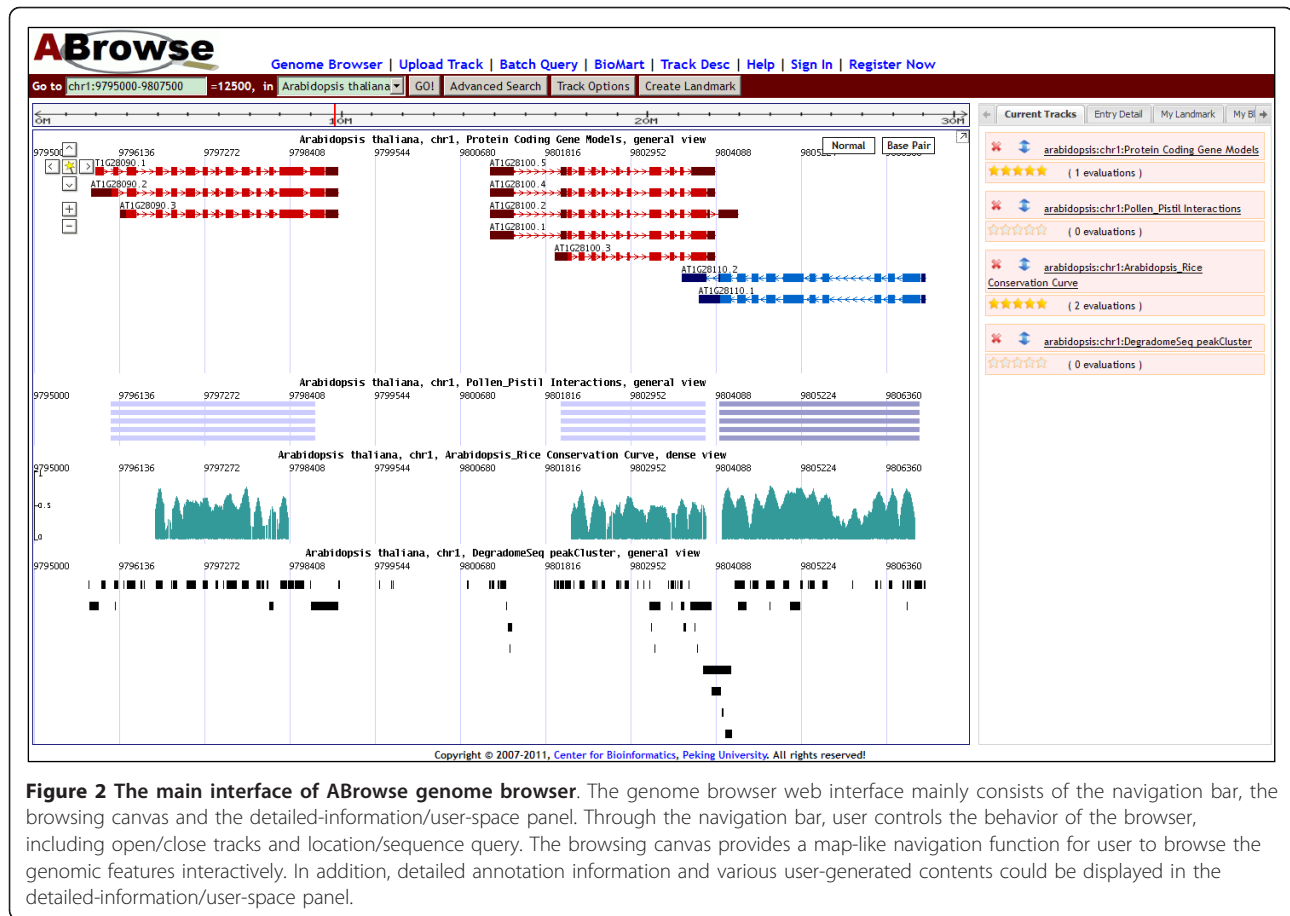 ABrowse
Genome Browser | Upload Track | Batch Query | BioMart | Track Desc | Help | Sign In | Register Now
Go to chr1:9795000-9807500 =12500, in Arabidopsis thaliana GO! Advanced Search Track Options Create Landmark
0M 10M 20M 30M
Current Tracks Entry Detail My Landmark My Bl
Arabidopsis thaliana, chr1, Protein Coding Gene Models, general view
Normal Base Pair
9795000 9796136 9797272 9798408 9799544 9800680 9801816 9802952 9804088
T1G28090.1 AT1G28100.5
AT1G28090.2 AT1G28100.4
AT1G28090.3 AT1G28100.2
AT1G28100.1
AT1G28100.3
AT1G28110.2
AT1G28110.1
Arabidopsis thaliana, chr1, Pollen_Pistil Interactions, general view
9795000 9796136 9797272 9798408 9799544 9800680 9801816 9802952 9804088 9805224 9806360
Arabidopsis thaliana, chr1, Arabidopsis_Rice Conservation Curve, dense view
9795000 9796136 9797272 9798408 9799544 9800680 9801816 9802952 9804088 9805224 9806360
1
0.5
0
Arabidopsis thaliana, chr1, DegradomeSeq peakCluster, general view
9795000 9796136 9797272 9798408 9799544 9800680 9801816 9802952 9804088 9805224 9806360
arabidopsis:chr1:Protein Coding Gene Models
( 1 evaluations )
arabidopsis:chr1:Pollen_Pistil Interactions
( 0 evaluations )
arabidopsis:chr1:Arabidopsis_Rice
Conservation Curve
( 2 evaluations )
arabidopsis:chr1:DegradomeSeq peakCluster
( 0 evaluations )
Copyright © 2007-2011, Center for Bioinformatics, Peking University. All rights reserved!
Figure 2 The main interface of ABrowse genome browser. The genome browser web interface mainly consists of the navigation bar, the
browsing canvas and the detailed-information/user-space panel. Through the navigation bar, user controls the behavior of the browser,
including open/close tracks and location/sequence query. The browsing canvas provides a map-like navigation function for user to browse the
genomic features interactively. In addition, detailed annotation information and various user-generated contents could be displayed in the
detailed-information/user-space panel.